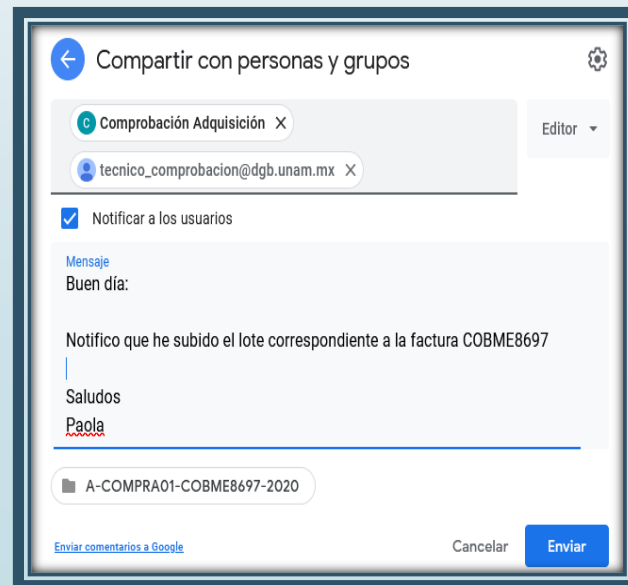 Compartir con personas y grupos
C Comprobación Adquisición X
Editor
tecnico_comprobacion@dgb.unam.mx X
Notificar a los usuarios
Mensaje
Buen día:
Notifico que he subido el lote correspondiente a la factura COBME8697
Saludos
Paola
A-COMPRA01-COBME8697-2020
Enviar comentarios a Google
Cancelar
Enviar